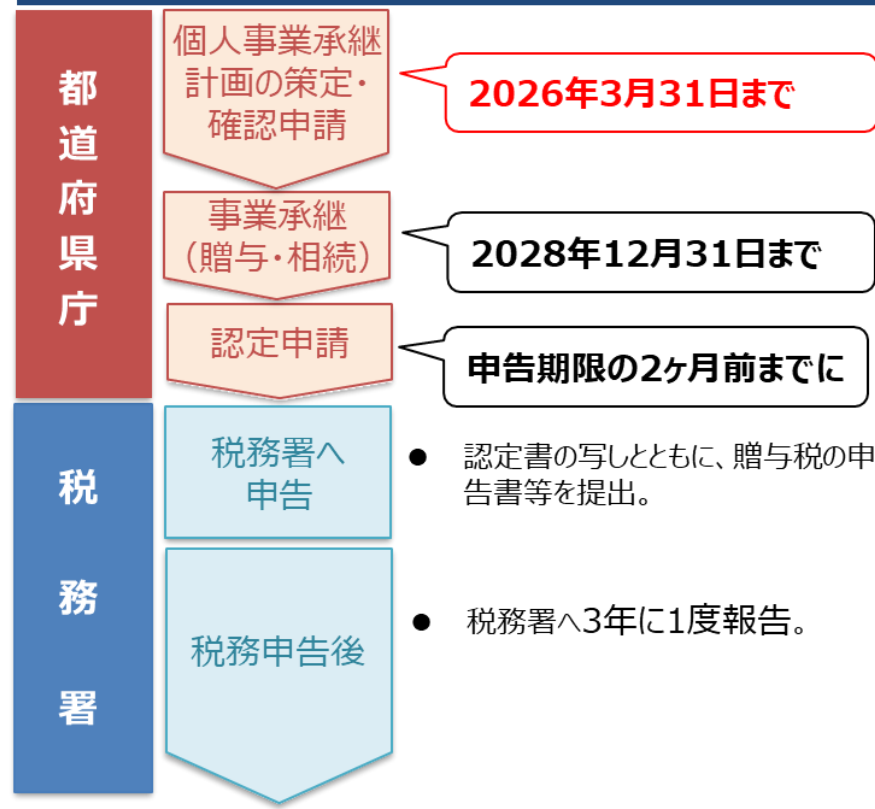 都道府県庁
個人事業承継
計画の策定・
確認申請
2026年3月31日まで
事業承継
（贈与・相続）
2028年12月31日まで
認定申請
申告期限の2ヶ月前までに
税務署
税務署へ
申告
● 認定書の写しとともに、贈与税の申
告書等を提出。
税務申告後
● 税務署へ3年に1度報告。